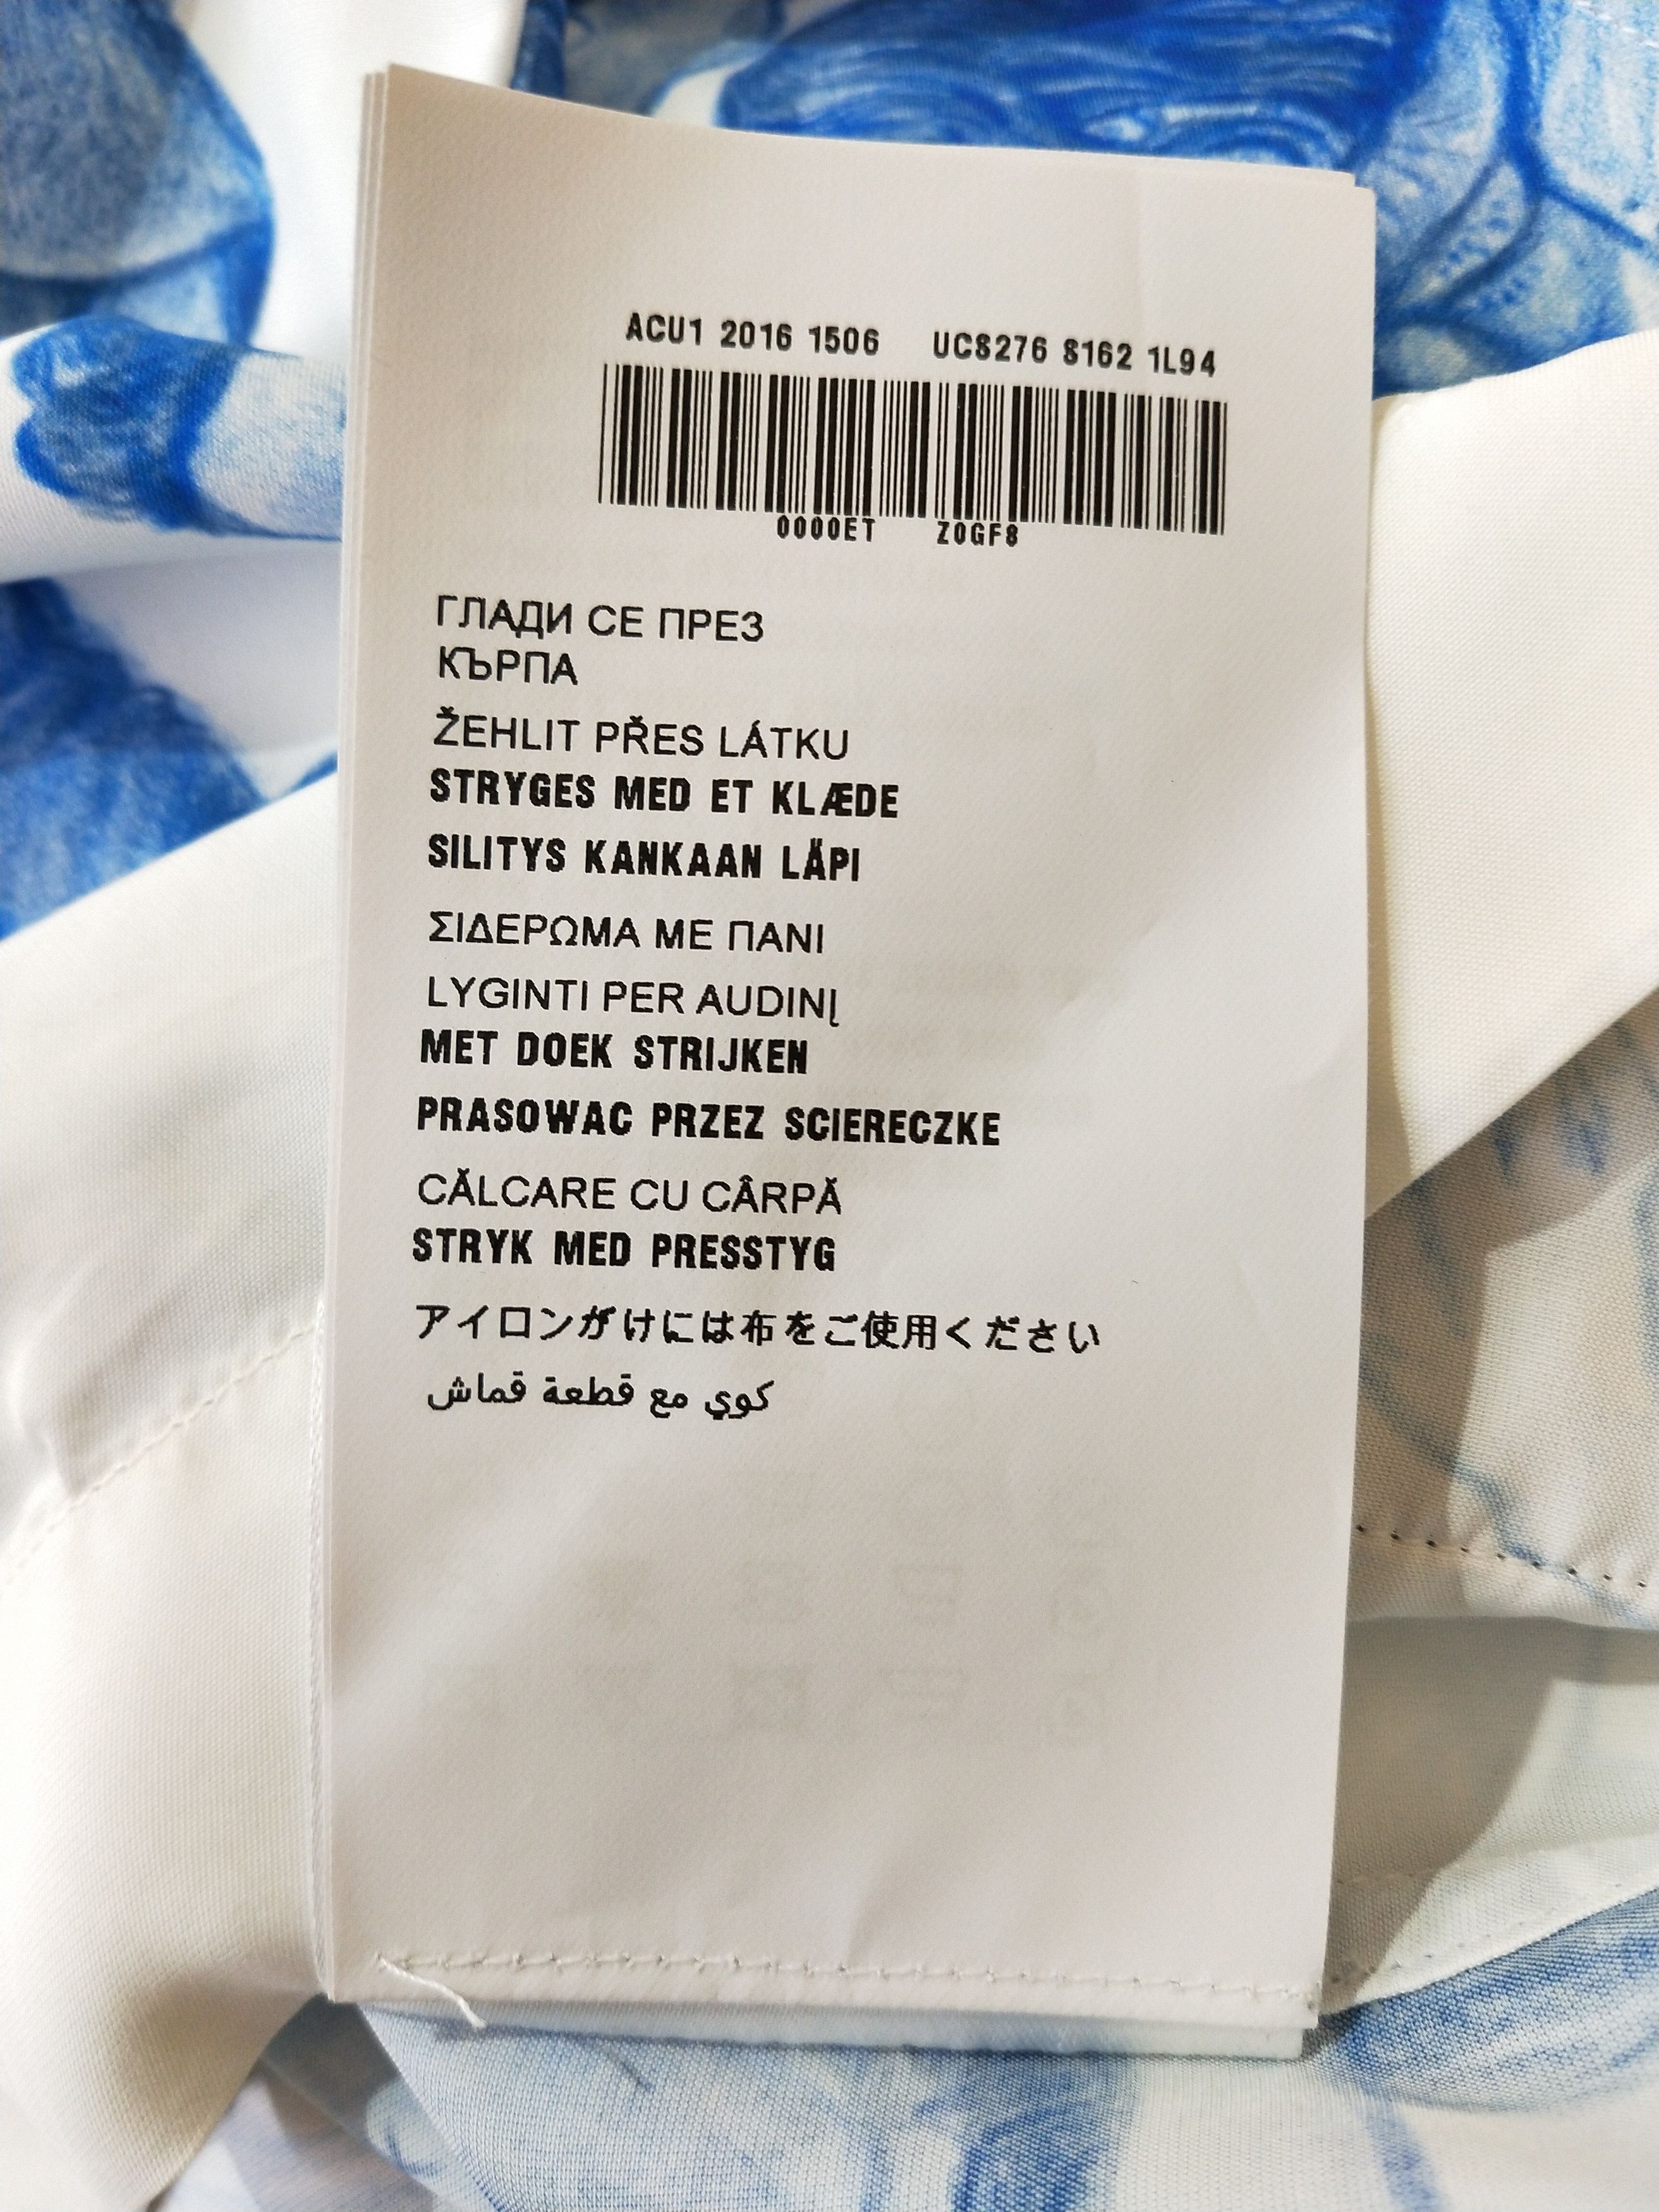 ACU1 2016 1506 UC8276 8162 1L94
0000ET Z0GF8
ГЛАДИ СЕ ПРЕЗ
КЪРПА
ŽEHLIT PŘES LÁTKU
STRYGES MED ET KLÆDE
SILITYS KANKAAN LÄPI
ΣΙΔΕΡΩΜΑ ΜΕ ΠΑΝΙ
LYGINTI PER AUDINĮ
MET DOEK STRIJKEN
PRASOWAC PRZEZ SCIERECZKE
CĂLCARE CU CÂRPĂ
STRYK MED PRESSTYG
アイロンがけには布をご使用ください
كوي مع قطعة قماش